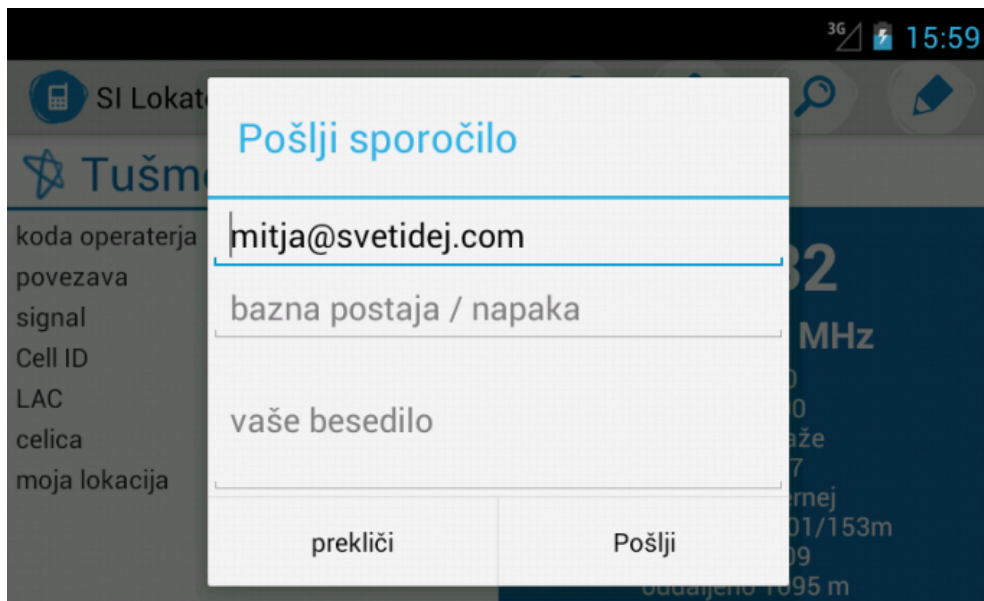 3G 15:59
SI Lokat
Pošlji sporočilo
Tušm
mitja@svetidej.com
bazna postaja / napaka
vaše besedilo
prekliči Pošlji
koda operaterja
povezava
signal
Cell ID
LAC
celica
moja lokacija
MHz
01/153m
oddaljeno 1095 m